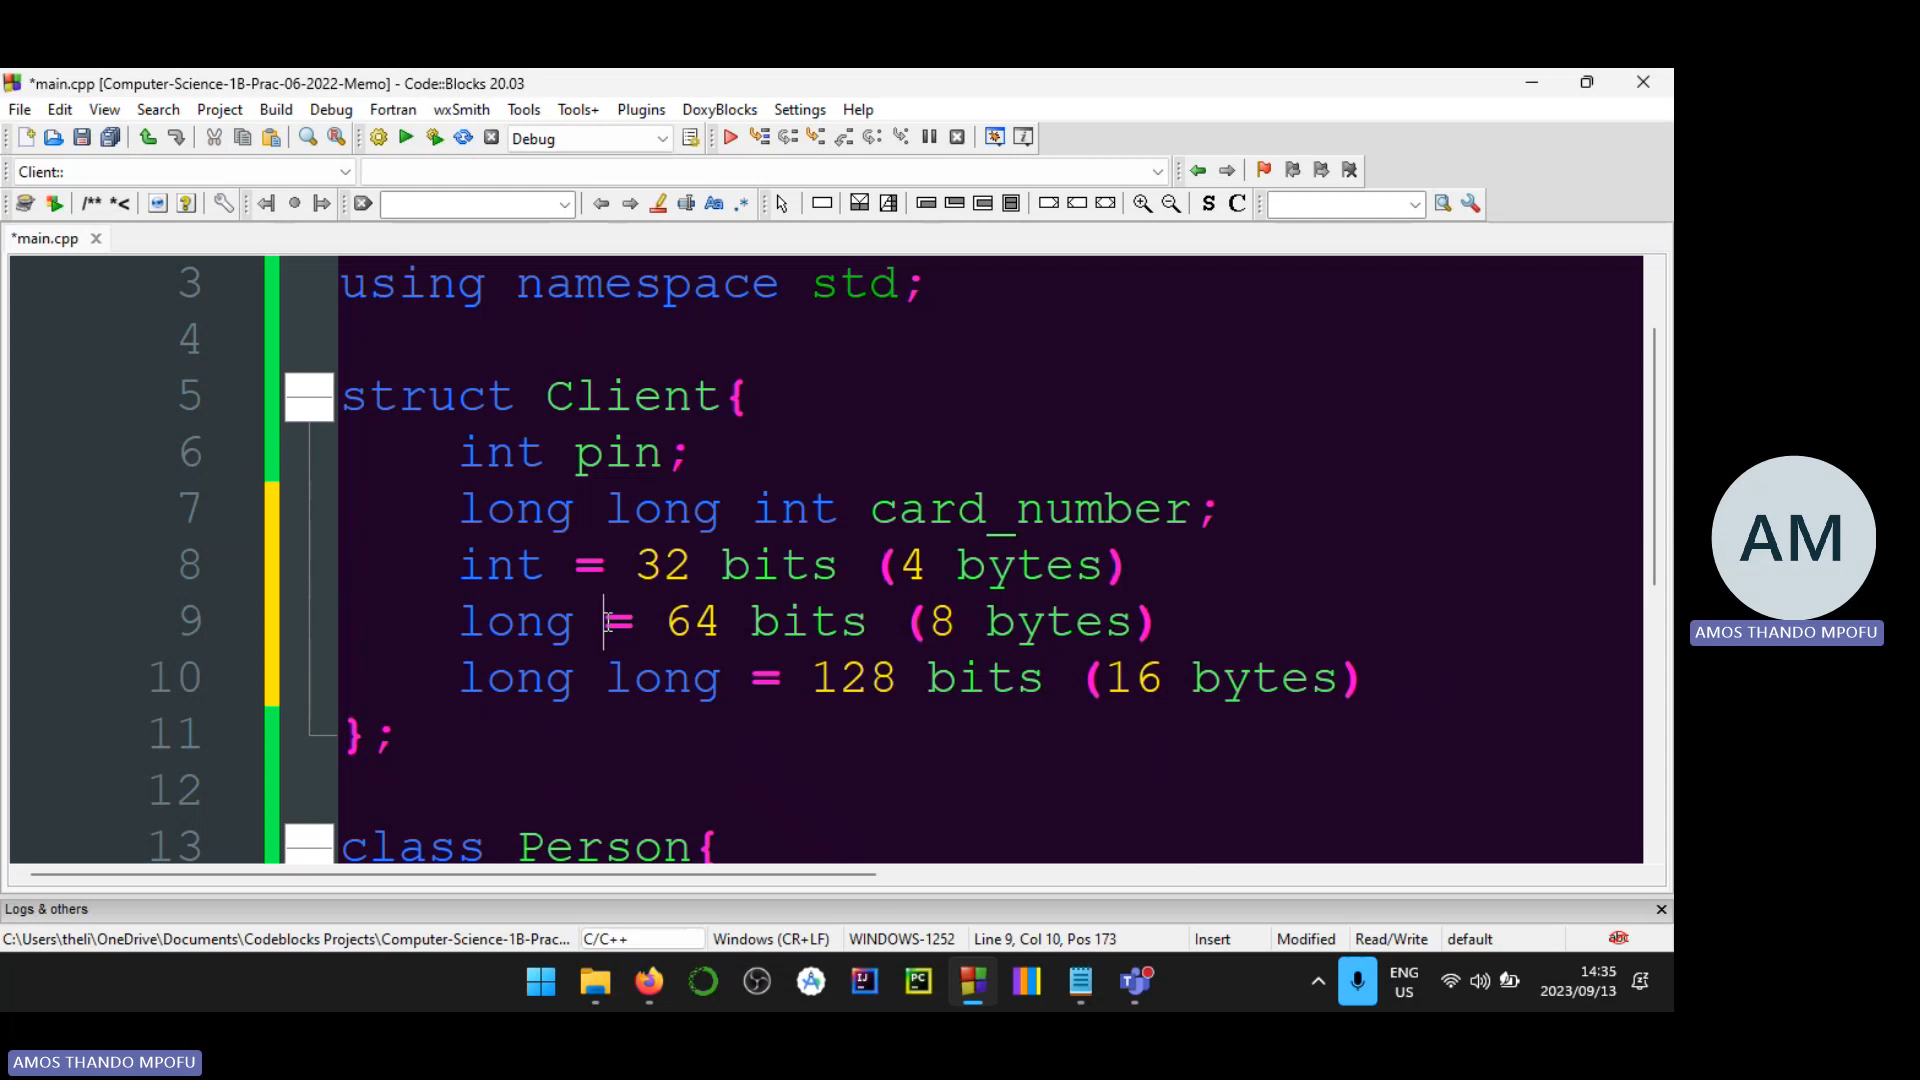 *main.cpp [Computer-Science-1B-Prac-06-2022-Memo] - Code::Blocks 20.03
File Edit View Search Project Build Debug Fortran wxSmith Tools Tools+ Plugins DoxyBlocks Settings Help
Debug
Client::
/** *< Aa .* S C
*main.cpp
3 using namespace std;
4
5 struct Client{
6 int pin;
7 long long int card_number;
8 int = 32 bits (4 bytes)
9 long = 64 bits (8 bytes)
10 long long = 128 bits (16 bytes)
11 };
12
13 class Person{
AM
AMOS THANDO MPOFU
Logs & others
C:\Users\theli\OneDrive\Documents\Codeblocks Projects\Computer-Science-1B-Prac... C/C++ Windows (CR+LF) WINDOWS-1252 Line 9, Col 10, Pos 173 Insert Modified Read/Write default abc
IJ PC T ENG US 14:35 2023/09/13
AMOS THANDO MPOFU